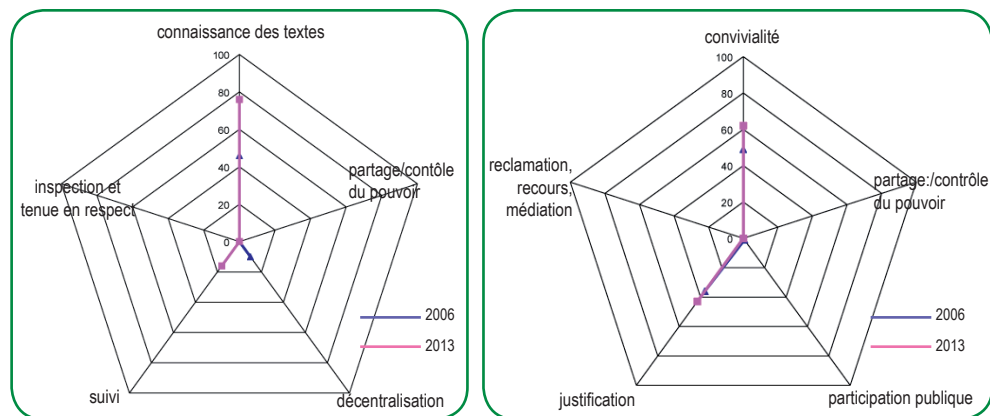 connaissance des textes
100
80
60
40
20
0
partage/contôle
du pouvoir
inspection et
tenue en respect
2006
2013
suivi
décentralisation
convivialité
100
80
60
40
20
0
reclamation,
recours,
médiation
partage:/contrôle
du pouvoir
2006
2013
justification
participation publique